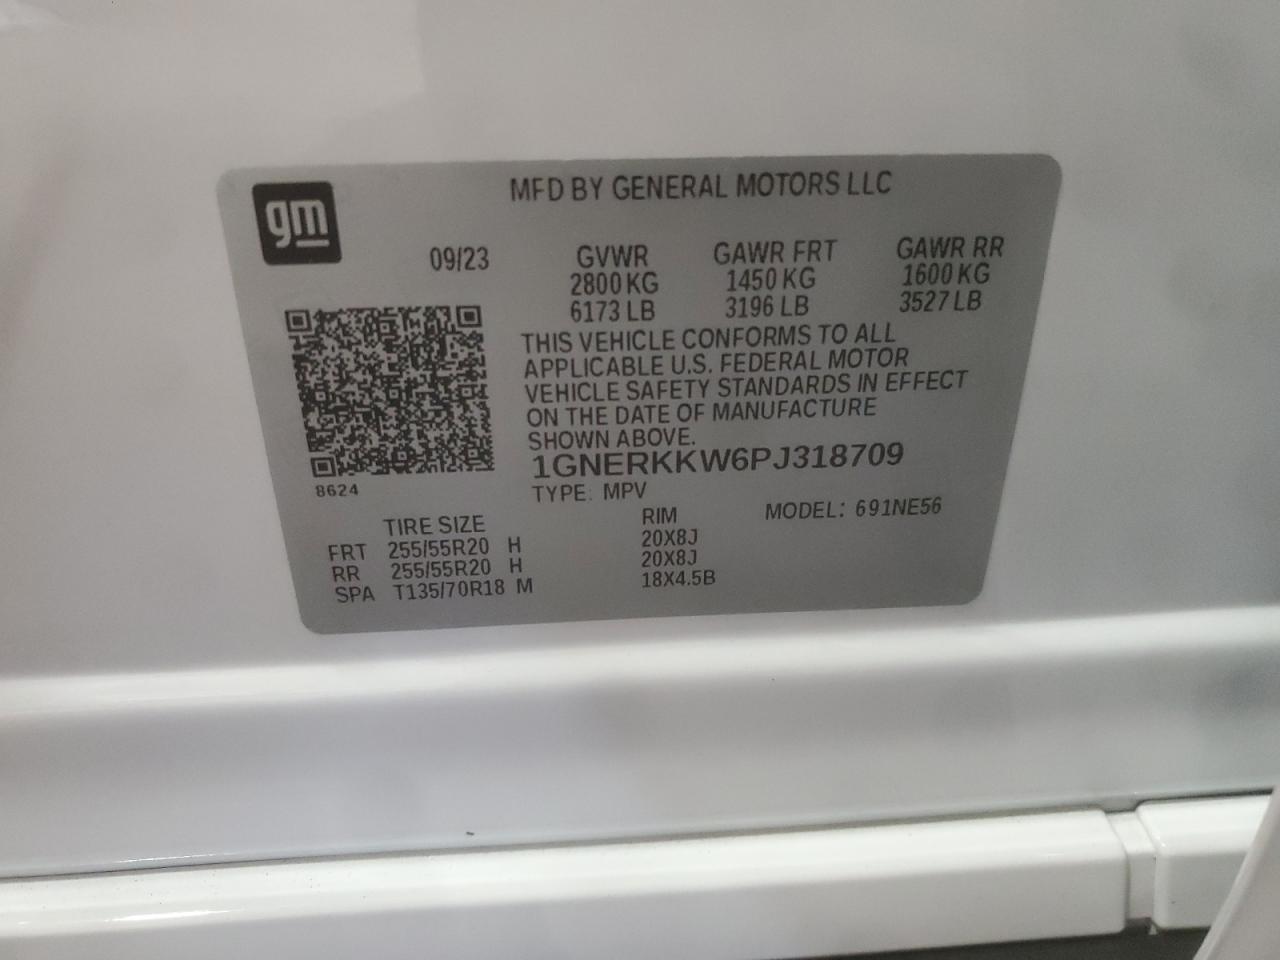 gm
MFD BY GENERAL MOTORS LLC
09/23 GVWR GAWR FRT GAWR RR
2800 KG 1450 KG 1600 KG
6173 LB 3196 LB 3527 LB
THIS VEHICLE CONFORMS TO ALL
APPLICABLE U.S. FEDERAL MOTOR
VEHICLE SAFETY STANDARDS IN EFFECT
ON THE DATE OF MANUFACTURE
SHOWN ABOVE.
1GNERKKW6PJ318709
8624
TYPE: MPV
MODEL: 691NE56
TIRE SIZE RIM
FRT 255/55R20 H 20X8J
RR 255/55R20 H 20X8J
SPA T135/70R18 M 18X4.5B